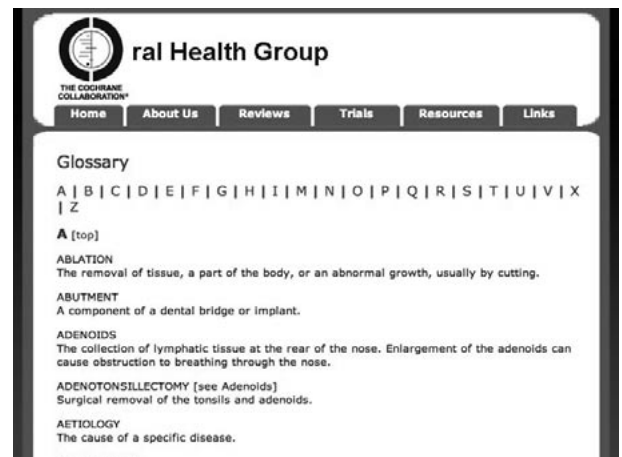 ral Health Group
THE COCHRANE
COLLABORATION®
Home About Us Reviews Trials Resources Links
Glossary
A | B | C | D | E | F | G | H | I | M | N | O | P | Q | R | S | T | U | V | X
| Z
A [top]
ABLATION
The removal of tissue, a part of the body, or an abnormal growth, usually by cutting.
ABUTMENT
A component of a dental bridge or implant.
ADENOIDS
The collection of lymphatic tissue at the rear of the nose. Enlargement of the adenoids can
cause obstruction to breathing through the nose.
ADENOTONSILLECTOMY [see Adenoids]
Surgical removal of the tonsils and adenoids.
AETIOLOGY
The cause of a specific disease.